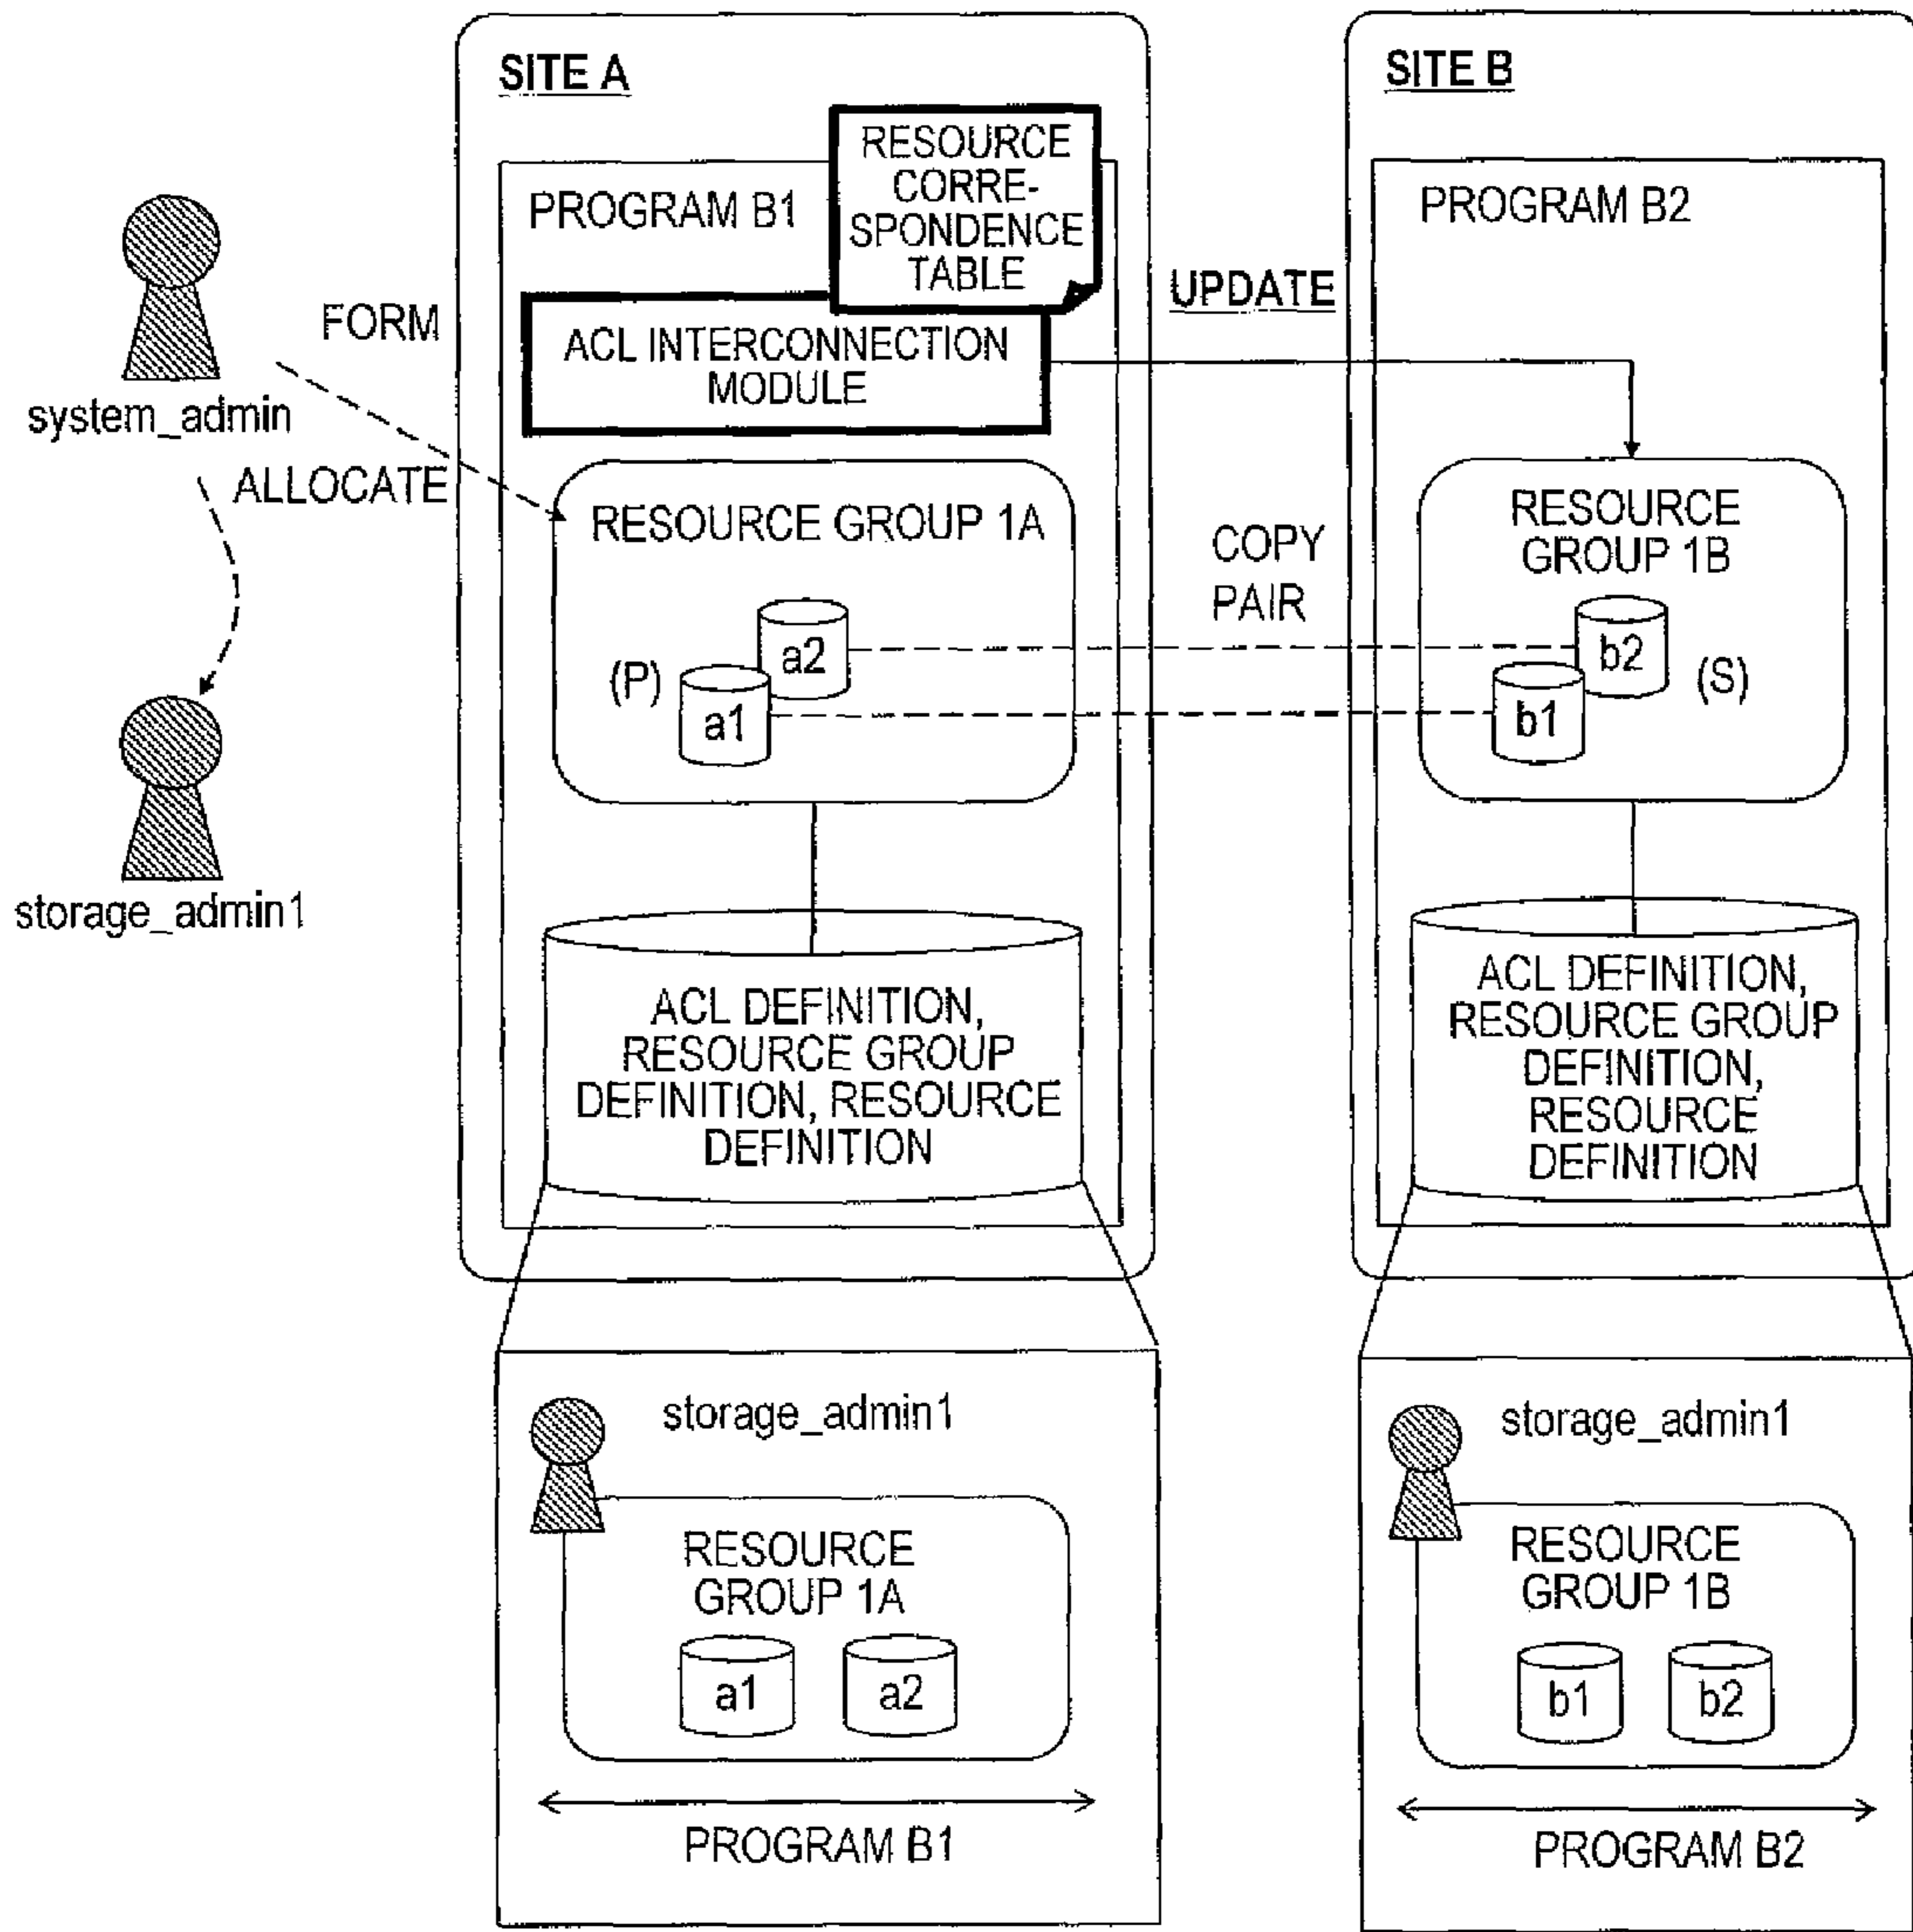 SITE A
RESOURCE
CORRE-
SPONDENCE
TABLE
PROGRAM B1
ACL INTERCONNECTION
MODULE
FORM
system_admin
ALLOCATE
storage_admin1
RESOURCE GROUP 1A
(P)
a2
a1
ACL DEFINITION,
RESOURCE GROUP
DEFINITION, RESOURCE
DEFINITION
UPDATE
COPY
PAIR
SITE B
PROGRAM B2
RESOURCE
GROUP 1B
b2
(S)
b1
ACL DEFINITION,
RESOURCE GROUP
DEFINITION,
RESOURCE
DEFINITION
storage_admin1
RESOURCE
GROUP 1A
a1
a2
PROGRAM B1
storage_admin1
RESOURCE
GROUP 1B
b1
b2
PROGRAM B2